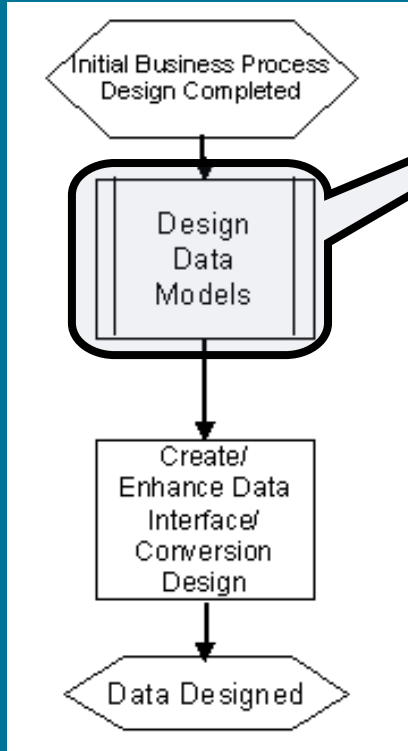 Initial Business Process
Design Completed
Design
Data
Models
Create/
Enhance Data
Interface/
Conversion
Design
Data Designed